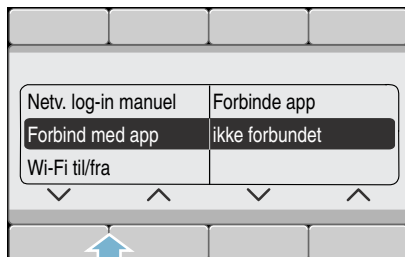 Netv. log-in manuel Forbinde app
Forbind med app ikke forbundet
Wi-Fi til/fra